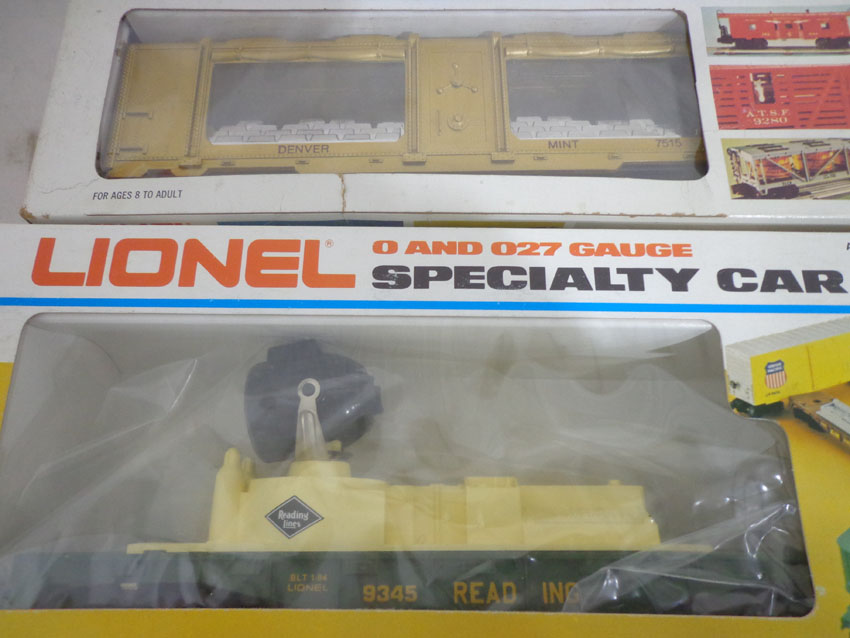 DENVER MINT 7515
A.T.S.F
9280
FOR AGES 8 TO ADULT
LIONEL®
O AND O27 GAUGE
SPECIALTY CAR
Reading
Lines
BLT 1-84
LIONEL
9345 READ ING